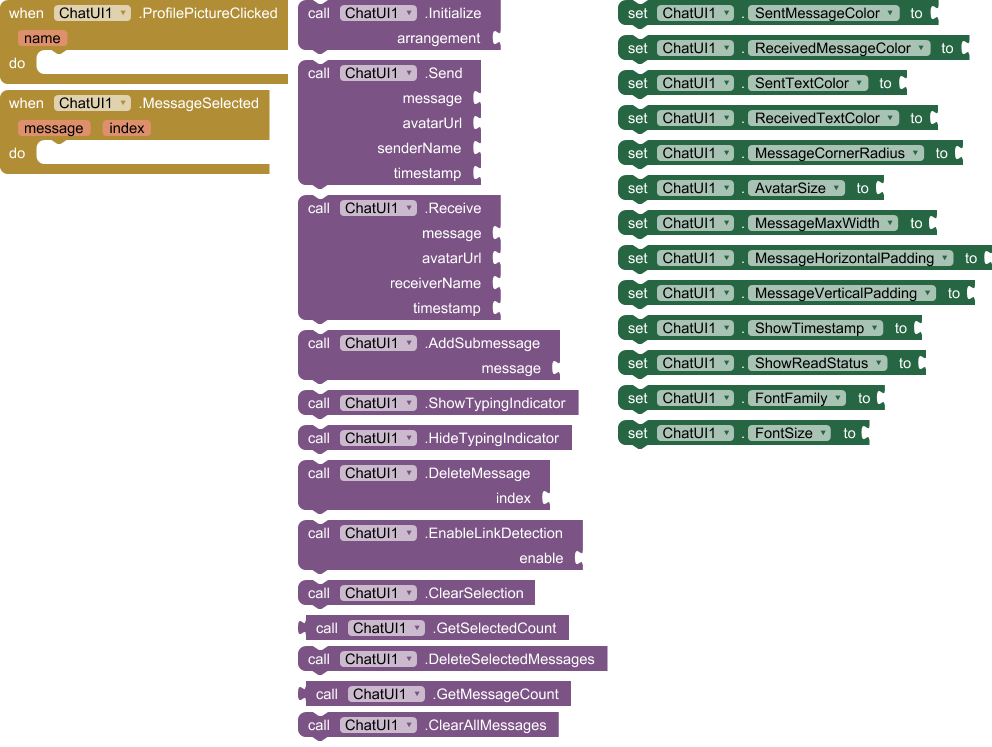 when ChatUI1 .ProfilePictureClicked
name
do
when ChatUI1 .MessageSelected
message index
do
call ChatUI1 .Initialize
arrangement
call ChatUI1 .Send
message
avatarUrl
senderName
timestamp
call ChatUI1 .Receive
message
avatarUrl
receiverName
timestamp
call ChatUI1 .AddSubmessage
message
call ChatUI1 .ShowTypingIndicator
call ChatUI1 .HideTypingIndicator
call ChatUI1 .DeleteMessage
index
call ChatUI1 .EnableLinkDetection
enable
call ChatUI1 .ClearSelection
call ChatUI1 .GetSelectedCount
call ChatUI1 .DeleteSelectedMessages
call ChatUI1 .GetMessageCount
call ChatUI1 .ClearAllMessages
set ChatUI1 . SentMessageColor to
set ChatUI1 . ReceivedMessageColor to
set ChatUI1 . SentTextColor to
set ChatUI1 . ReceivedTextColor to
set ChatUI1 . MessageCornerRadius to
set ChatUI1 . AvatarSize to
set ChatUI1 . MessageMaxWidth to
set ChatUI1 . MessageHorizontalPadding to
set ChatUI1 . MessageVerticalPadding to
set ChatUI1 . ShowTimestamp to
set ChatUI1 . ShowReadStatus to
set ChatUI1 . FontFamily to
set ChatUI1 . FontSize to